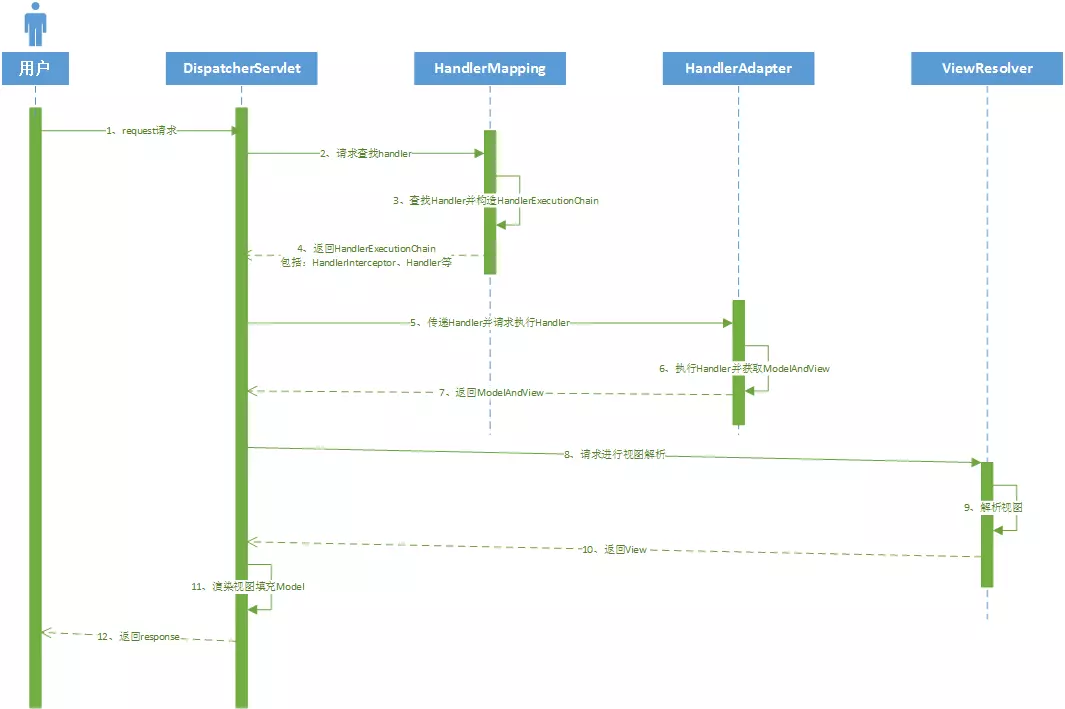 用户
DispatcherServlet
HandlerMapping
HandlerAdapter
ViewResolver
1、request请求
2、请求查找handler
3、查找Handler并构造HandlerExecutionChain
4、返回HandlerExecutionChain
包括：HandlerInterceptor、Handler等
5、传递Handler并请求执行Handler
6、执行Handler并获取ModelAndView
7、返回ModelAndView
8、请求进行视图解析
9、解析视图
10、返回View
11、渲染视图填充Model
12、返回response